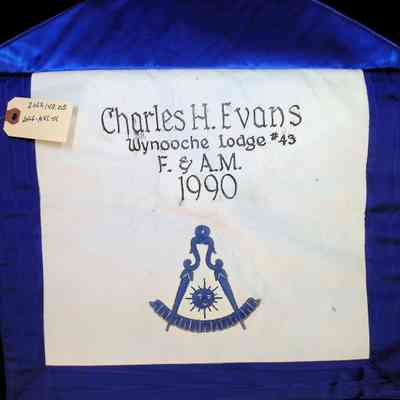 Charles H. Evans
Wynooche Lodge #43
F. & A.M.
1990